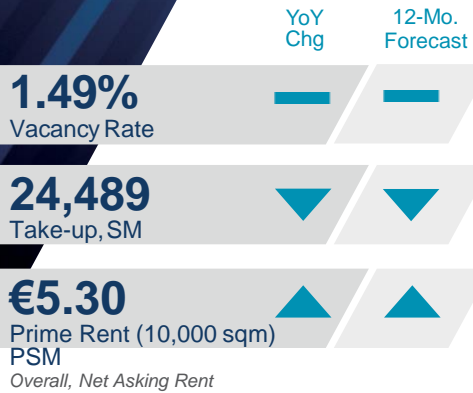 YoY 12-Mo.
Chg Forecast
1.49%
Vacancy Rate
24,489
Take-up, SM
€5.30
Prime Rent (10,000 sqm)
PSM
Overall, Net Asking Rent